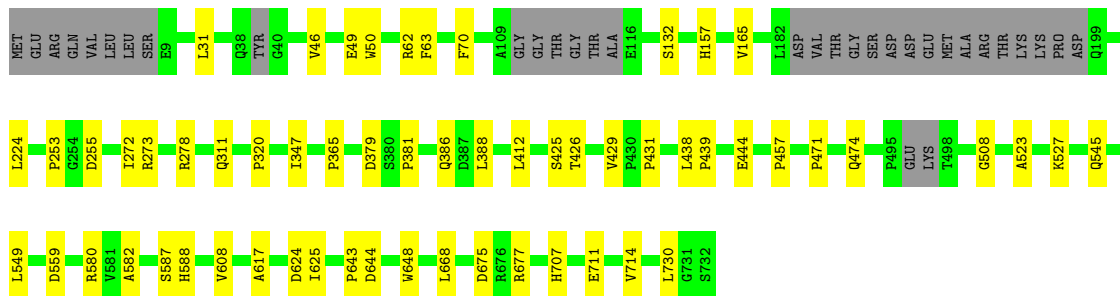 MET GLU ARG GLN VAL LEU LEU SER E9 L31 Q38 TYR G40 V46 E49 W50 R62 F63 F70 A109 GLY GLY THR GLY THR ALA E116 S132 H157 V165 L182 ASP VAL THR GLY SER ASP ASP GLU MET ALA ARG THR LYS LYS PRO ASP Q199
L224 P253 G254 D255 I272 R273 R278 Q311 P320 I347 P365 D379 S380 P381 Q386 D387 L388 L412 S425 T426 V429 P430 P431 L438 P439 E444 P457 P471 Q474 P495 GLU LYS T498 G508 A523 K527 Q545
L549 D559 R580 V581 A582 S587 H588 V608 A617 D624 I625 P643 D644 W648 L668 D675 R676 R677 H707 E711 V714 L730 G731 S732